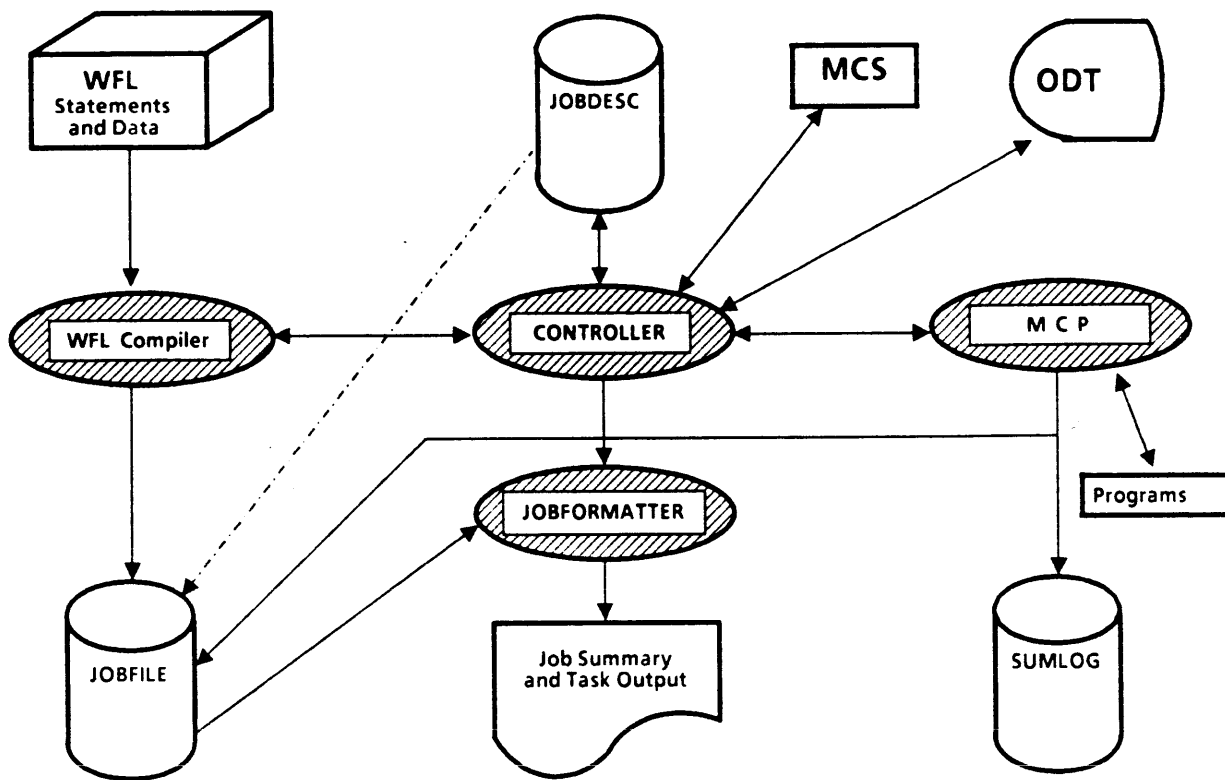 WFL
Statements
and Data
JOBDESC
MCS
ODT
WFL Compiler
CONTROLLER
M C P
JOBFORMATTER
Programs
JOBFILE
Job Summary
and Task Output
SUMLOG